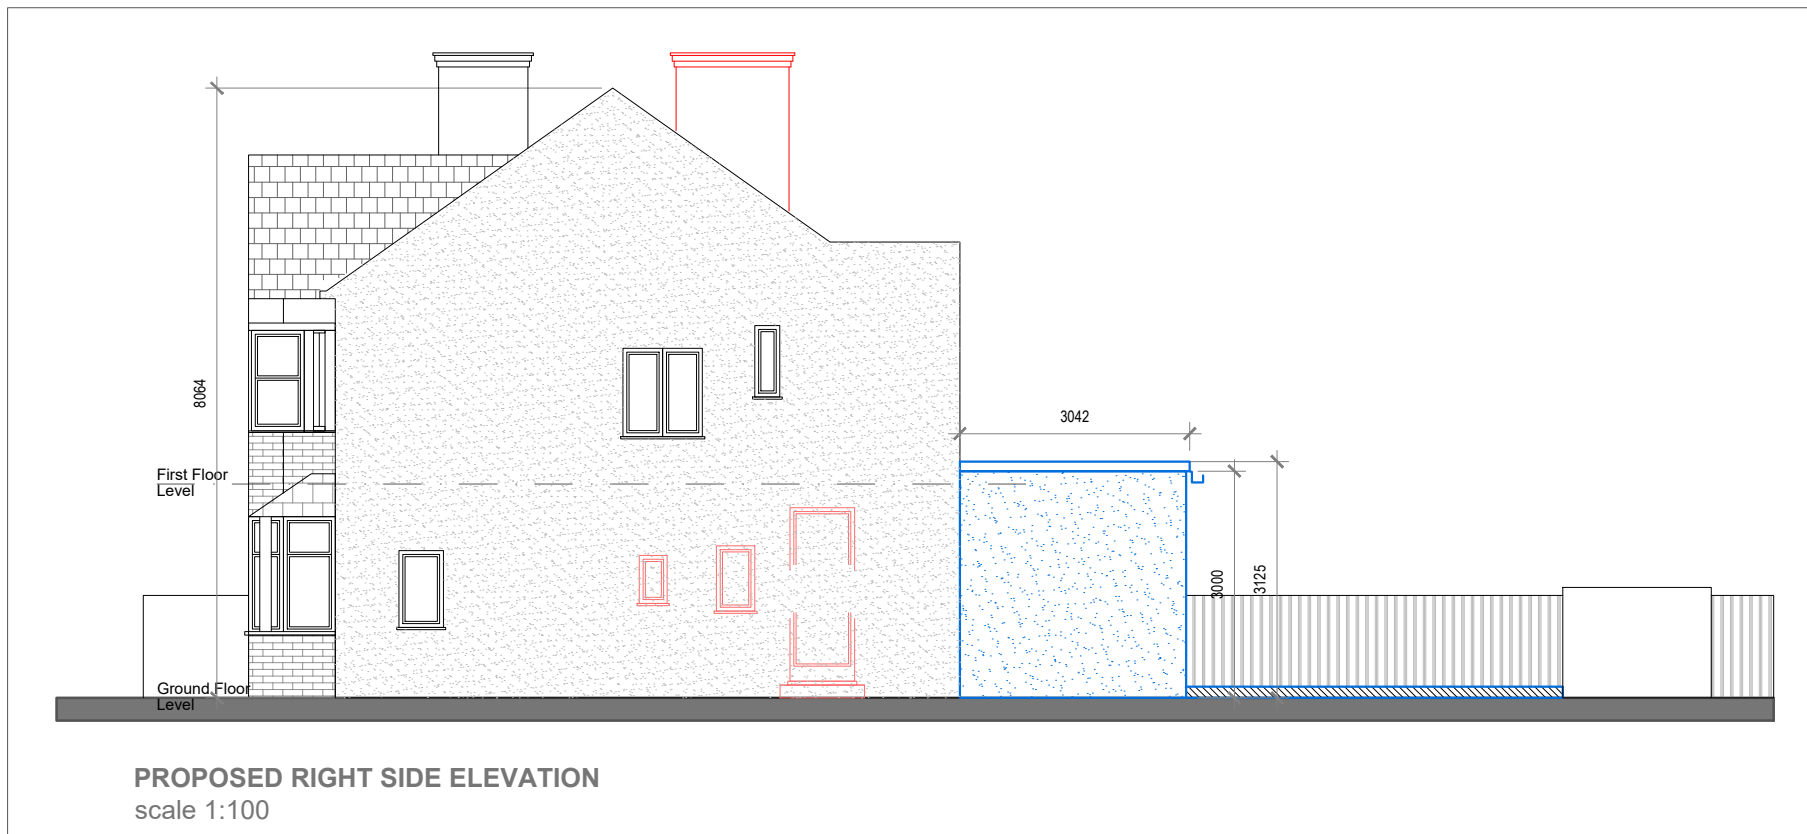 8064
3042
First Floor
Level
3000
3125
Ground Floor
Level
PROPOSED RIGHT SIDE ELEVATION
scale 1:100